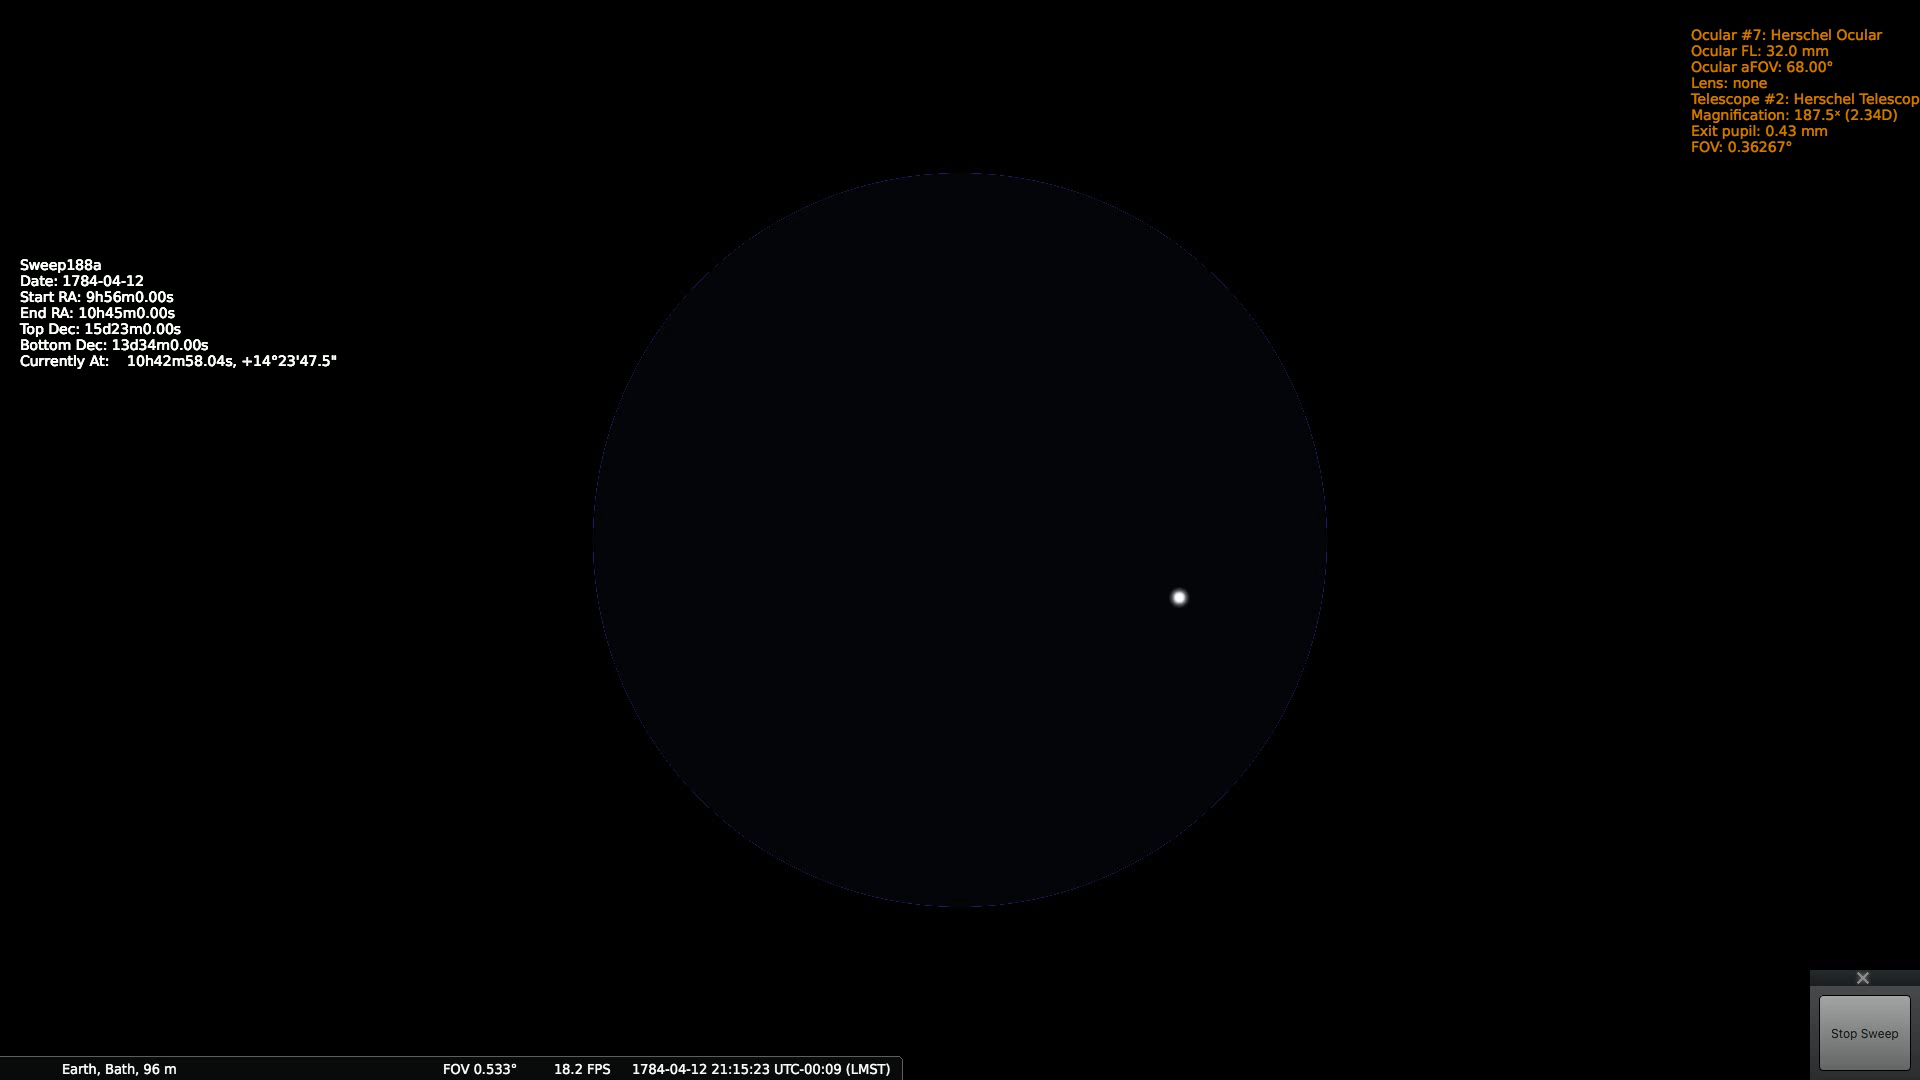 Ocular #7: Herschel Ocular
Ocular FL: 32.0 mm
Ocular aFOV: 68.00°
Lens: none
Telescope #2: Herschel Telescop
Magnification: 187.5ˣ (2.34D)
Exit pupil: 0.43 mm
FOV: 0.36267°
Sweep188a
Date: 1784-04-12
Start RA: 9h56m0.00s
End RA: 10h45m0.00s
Top Dec: 15d23m0.00s
Bottom Dec: 13d34m0.00s
Currently At: 10h42m58.04s, +14°23'47.5"
Stop Sweep
Earth, Bath, 96 m FOV 0.533° 18.2 FPS 1784-04-12 21:15:23 UTC-00:09 (LMST)